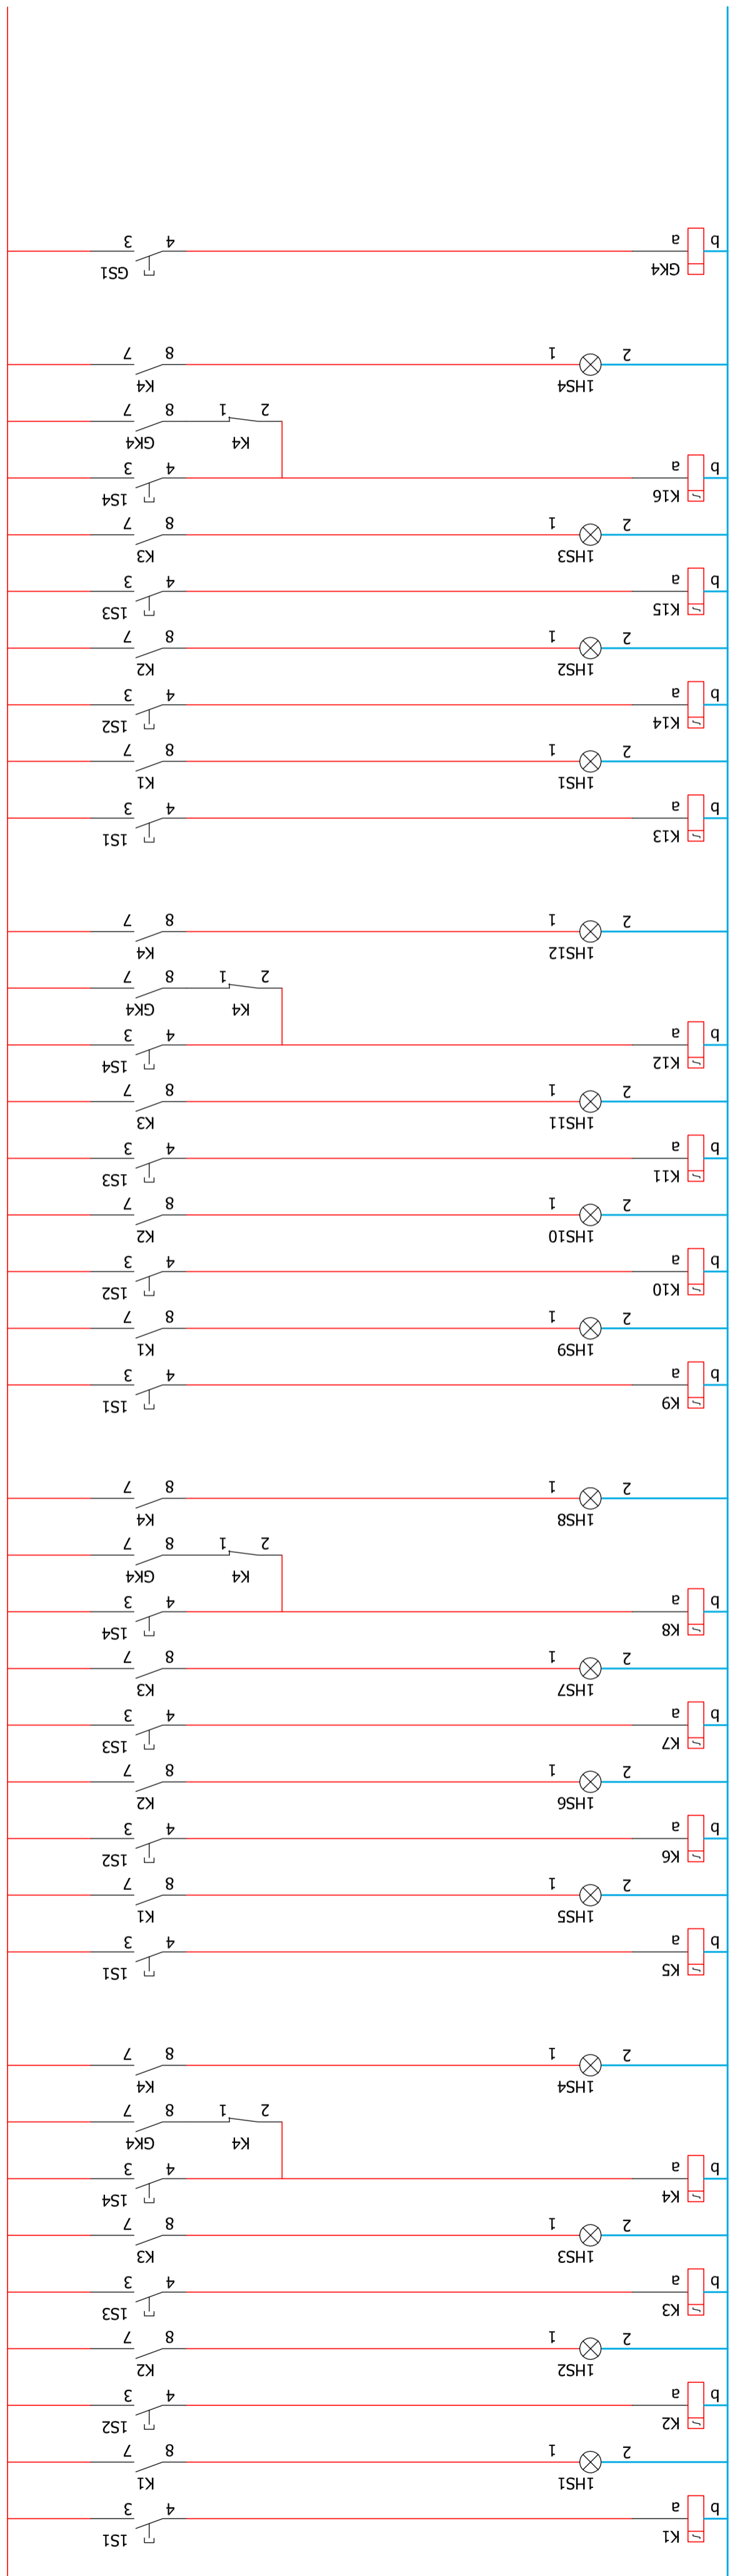 K1 1S1
b a 4 3
1HS1 K1
2 1 8 7
K2 1S2
b a 4 3
1HS2 K2
2 1 8 7
K3 1S3
b a 4 3
1HS3 K3
2 1 8 7
K4 1S4
b a 4 3
K4 GK4
2 1 8 7
1HS4 K4
2 1 8 7
K5 1S1
b a 4 3
1HS5 K1
2 1 8 7
K6 1S2
b a 4 3
1HS6 K2
2 1 8 7
K7 1S3
b a 4 3
1HS7 K3
2 1 8 7
K8 1S4
b a 4 3
K4 GK4
2 1 8 7
1HS8 K4
2 1 8 7
K9 1S1
b a 4 3
1HS9 K1
2 1 8 7
K10 1S2
b a 4 3
1HS10 K2
2 1 8 7
K11 1S3
b a 4 3
1HS11 K3
2 1 8 7
K12 1S4
b a 4 3
K4 GK4
2 1 8 7
1HS12 K4
2 1 8 7
K13 1S1
b a 4 3
1HS1 K1
2 1 8 7
K14 1S2
b a 4 3
1HS2 K2
2 1 8 7
K15 1S3
b a 4 3
1HS3 K3
2 1 8 7
K16 1S4
b a 4 3
K4 GK4
2 1 8 7
1HS4 K4
2 1 8 7
GK4 GS1
b a 4 3